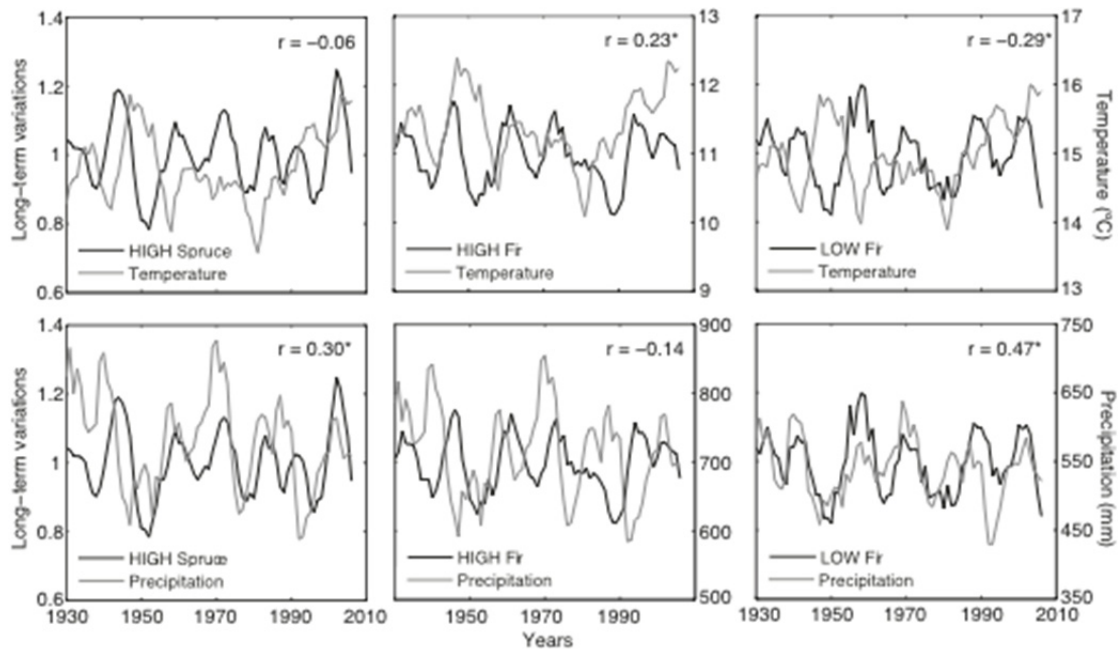 1.4
1.2
1
0.8
0.6
Long-term variations
r = -0.06
HIGH Spruce
Temperature
13
12
11
10
9
r = 0.23*
HIGH Fir
Temperature
17
16
15
14
13
Temperature (ºC)
r = -0.29*
LOW Fir
Temperature
1.4
1.2
1
0.8
0.6
Long-term variations
r = 0.30*
HIGH Spruce
Precipitation
1930 1950 1970 1990 2010
900
800
700
600
500
r = -0.14
HIGH Fir
Precipitation
1950 1970 1990
750
650
550
450
350
Precipitation (mm)
r = 0.47*
LOW Fir
Precipitation
1930 1950 1970 1990 2010
Years